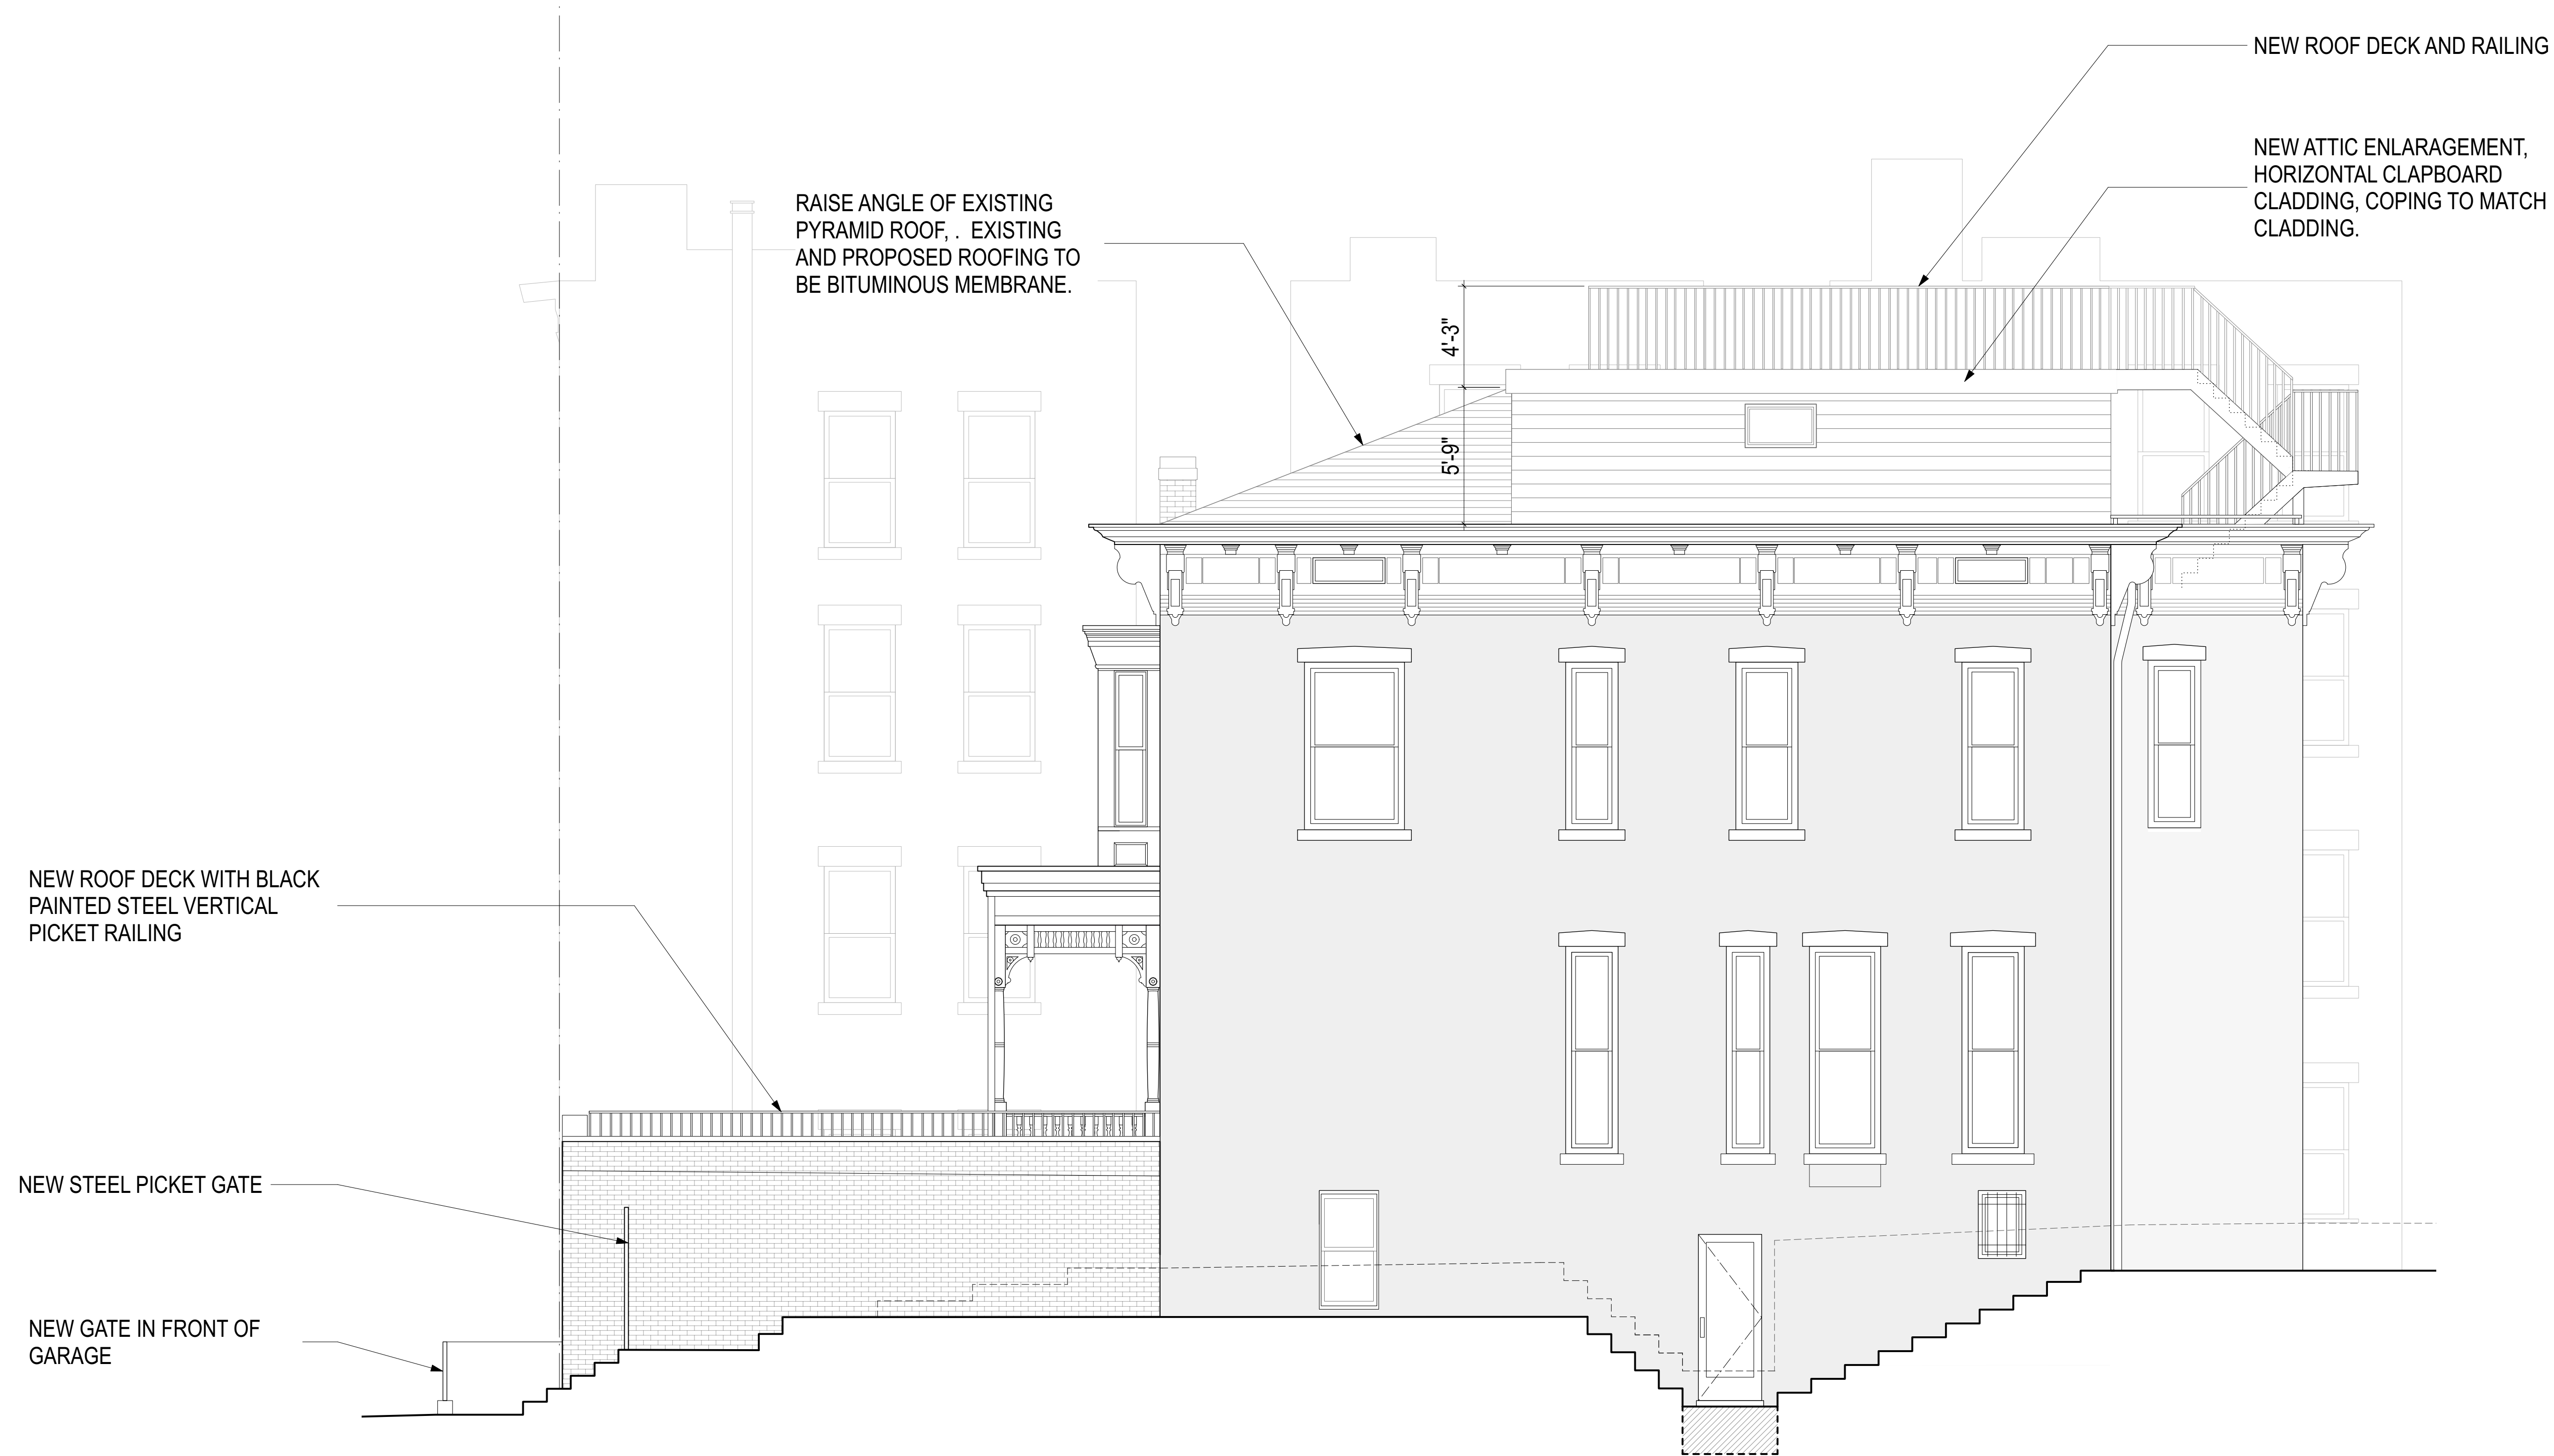 NEW ROOF DECK AND RAILING
NEW ATTIC ENLARAGEMENT,
HORIZONTAL CLAPBOARD
CLADDING, COPING TO MATCH
CLADDING.
RAISE ANGLE OF EXISTING
PYRAMID ROOF, . EXISTING
AND PROPOSED ROOFING TO
BE BITUMINOUS MEMBRANE.
4'-3"
5'-9"
NEW ROOF DECK WITH BLACK
PAINTED STEEL VERTICAL
PICKET RAILING
NEW STEEL PICKET GATE
NEW GATE IN FRONT OF
GARAGE